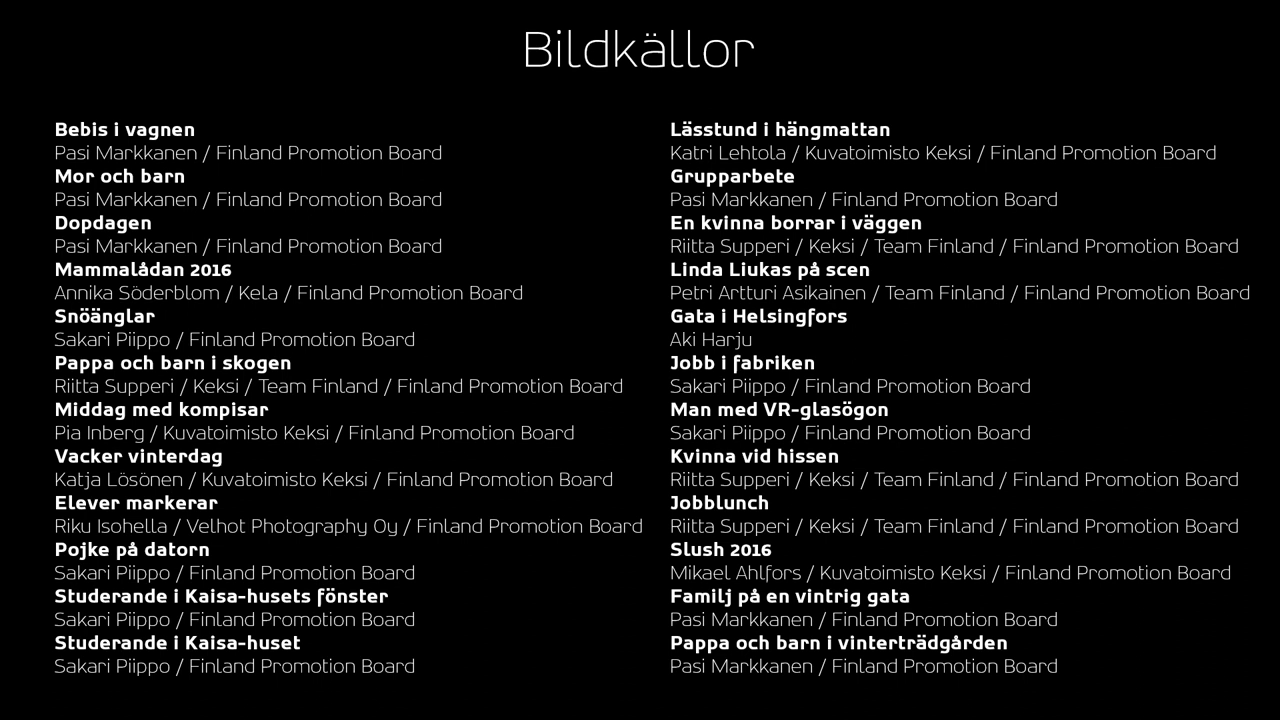 Bildkällor
Bebis i vagnen
Pasi Markkanen / Finland Promotion Board
Mor och barn
Pasi Markkanen / Finland Promotion Board
Dopdagen
Pasi Markkanen / Finland Promotion Board
Mammalådan 2016
Annika Söderblom / Kela / Finland Promotion Board
Snöänglar
Sakari Piippo / Finland Promotion Board
Pappa och barn i skogen
Riitta Supperi / Keksi / Team Finland / Finland Promotion Board
Middag med kompisar
Pia Inberg / Kuvatoimisto Keksi / Finland Promotion Board
Vacker vinterdag
Katja Lösönen / Kuvatoimisto Keksi / Finland Promotion Board
Elever markerar
Riku Isohella / Velhot Photography Oy / Finland Promotion Board
Pojke på datorn
Sakari Piippo / Finland Promotion Board
Studerande i Kaisa-husets fönster
Sakari Piippo / Finland Promotion Board
Studerande i Kaisa-huset
Sakari Piippo / Finland Promotion Board
Lässtund i hängmattan
Katri Lehtola / Kuvatoimisto Keksi / Finland Promotion Board
Grupparbete
Pasi Markkanen / Finland Promotion Board
En kvinna borrar i väggen
Riitta Supperi / Keksi / Team Finland / Finland Promotion Board
Linda Liukas på scen
Petri Artturi Asikainen / Team Finland / Finland Promotion Board
Gata i Helsingfors
Aki Harju
Jobb i fabriken
Sakari Piippo / Finland Promotion Board
Man med VR-glasögon
Sakari Piippo / Finland Promotion Board
Kvinna vid hissen
Riitta Supperi / Keksi / Team Finland / Finland Promotion Board
Jobblunch
Riitta Supperi / Keksi / Team Finland / Finland Promotion Board
Slush 2016
Mikael Ahlfors / Kuvatoimisto Keksi / Finland Promotion Board
Familj på en vintrig gata
Pasi Markkanen / Finland Promotion Board
Pappa och barn i vinterträdgården
Pasi Markkanen / Finland Promotion Board